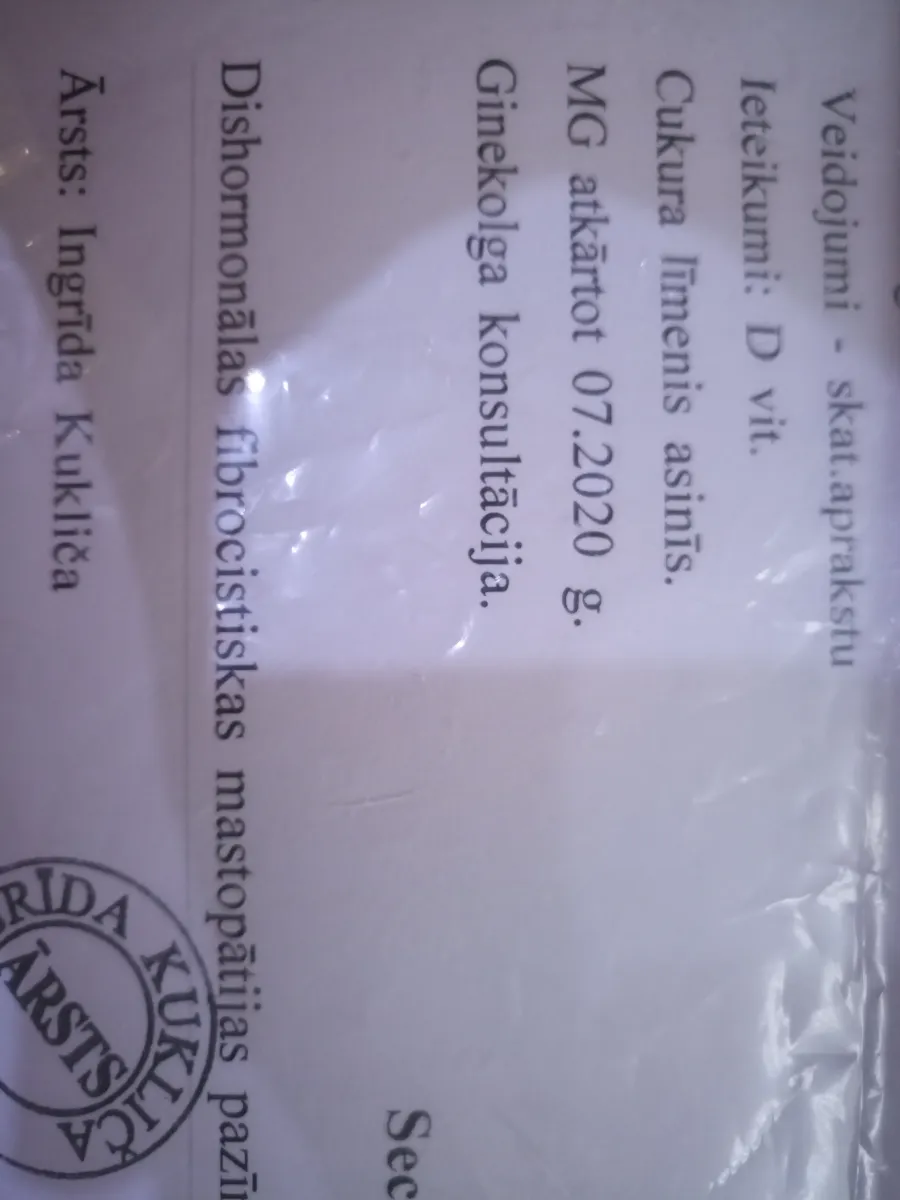 Veidojumi - skat.aprakstu
Ieteikumi: D vit.
Cukura līmenis asinīs.
MG atkārtot 07.2020 g.
Ginekolga konsultācija.
Sec
Dishormonālas fibrocistiskas mastopātijas pazīm
Ārsts: Ingrīda Kukliča
RĪDA KUKLIČA
ĀRSTS